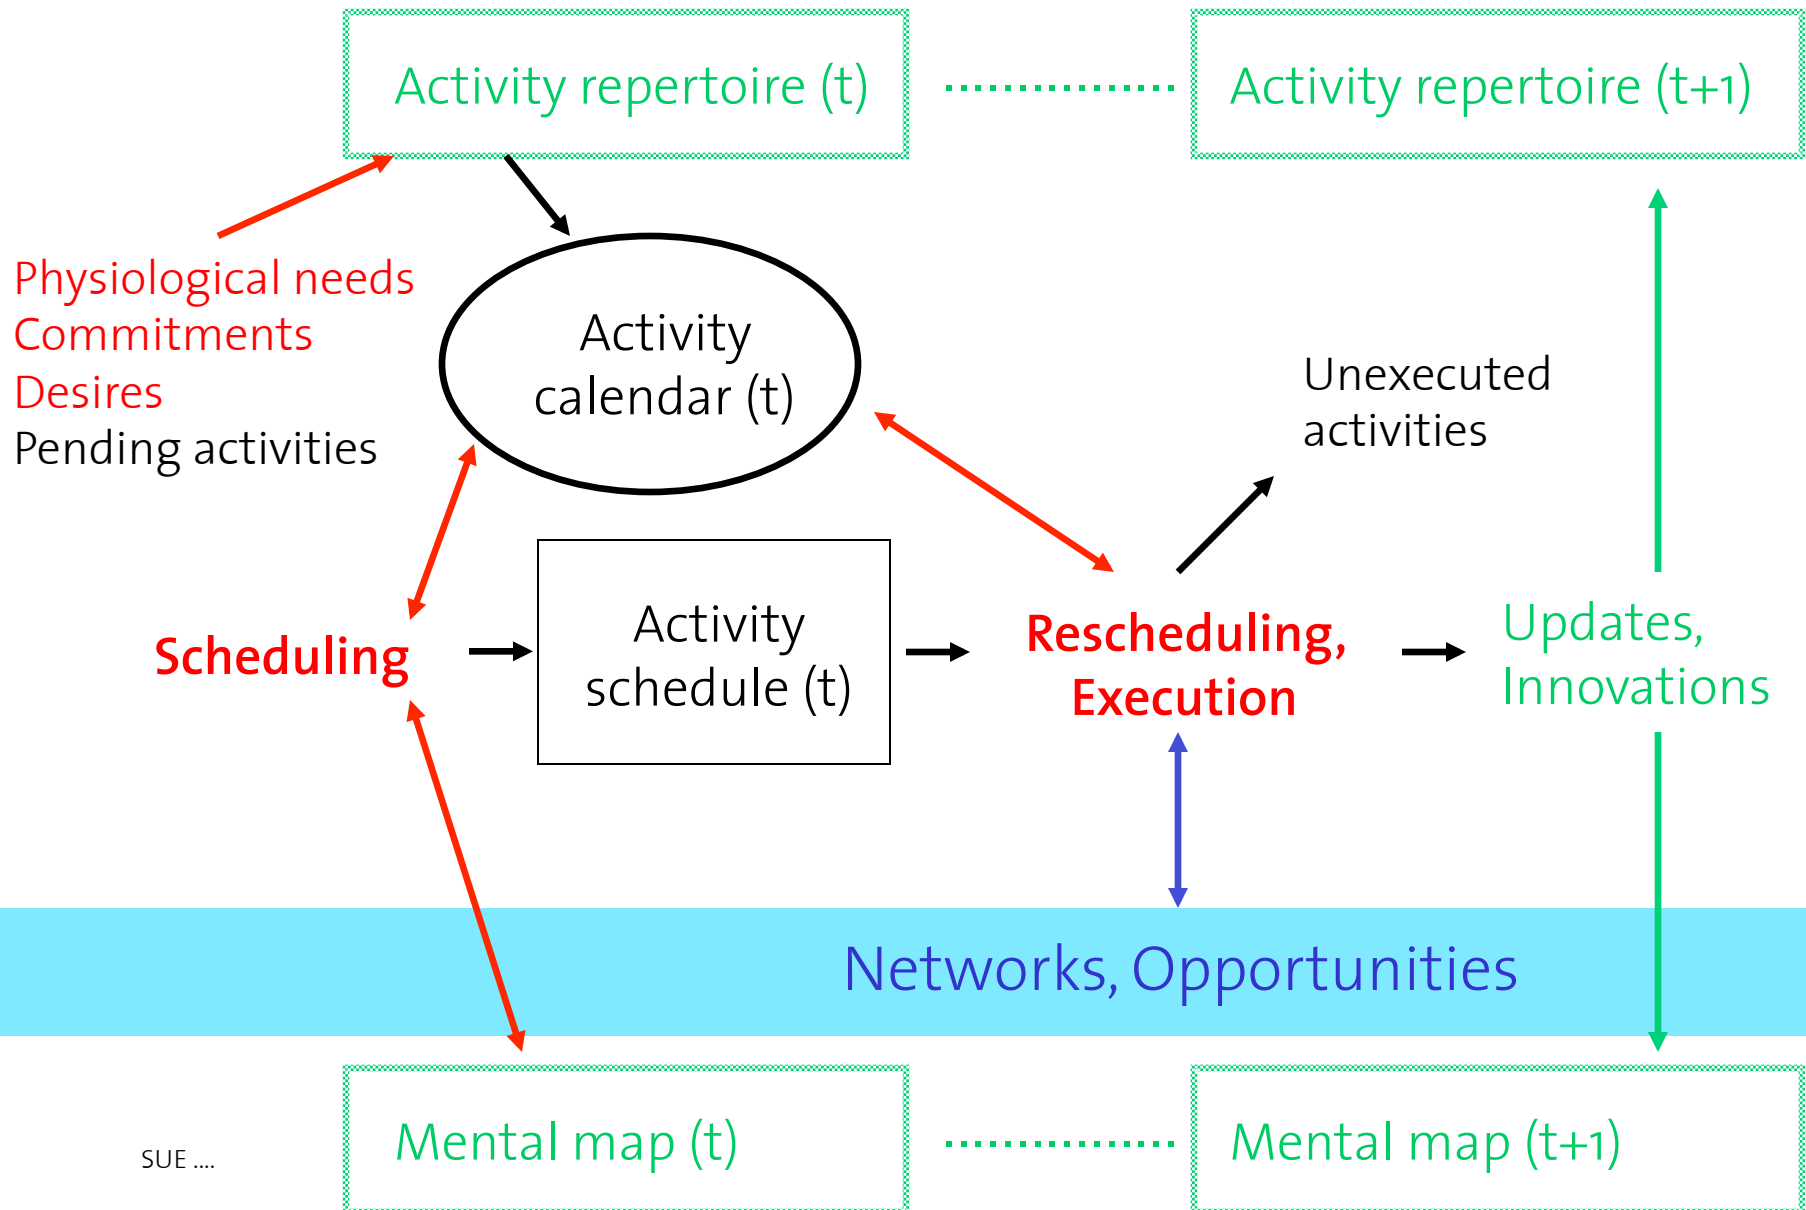 Activity repertoire (t)
Activity repertoire (t+1)
Physiological needs
Commitments
Desires
Pending activities
Activity
calendar (t)
Unexecuted
activities
Scheduling
Activity
schedule (t)
Rescheduling,
Execution
Updates,
Innovations
Networks, Opportunities
Mental map (t)
Mental map (t+1)
SUE ....